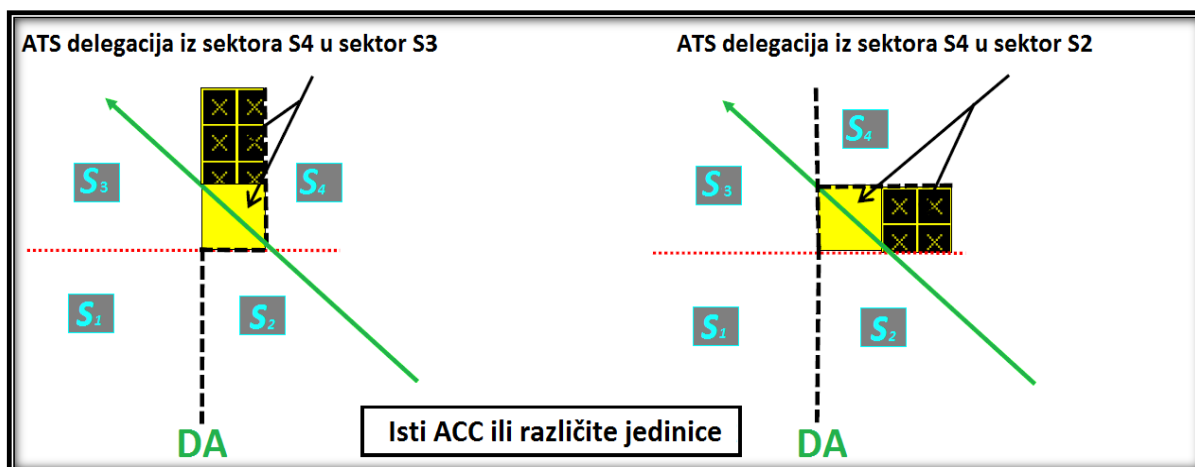 ATS delegacija iz sektora S4 u sektor S3
S3
S4
S1
S2
DA
ATS delegacija iz sektora S4 u sektor S2
S4
S3
S1
S2
DA
Isti ACC ili različite jedinice